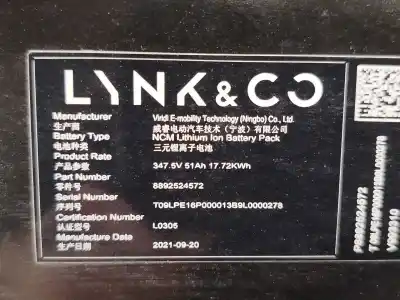 LYNK & CO
Manufacturer Viridi E-mobility Technology (Ningbo) Co., Ltd.
生产商 威睿电动汽车技术（宁波）有限公司
Battery Type NCM Lithium Ion Battery Pack
电池种类 三元锂离子电池
Product Rate
产品参数 347.5V 51Ah 17.72KWh
Part Number
零件号 8892524572
Serial Number
序列号 T09LPE16P000013B9L0000278
Certification Number
认证型号 L0305
Manufacture Date
生产日期 2021-09-20
P8892524572
T09LPE16P000013B9L0000278